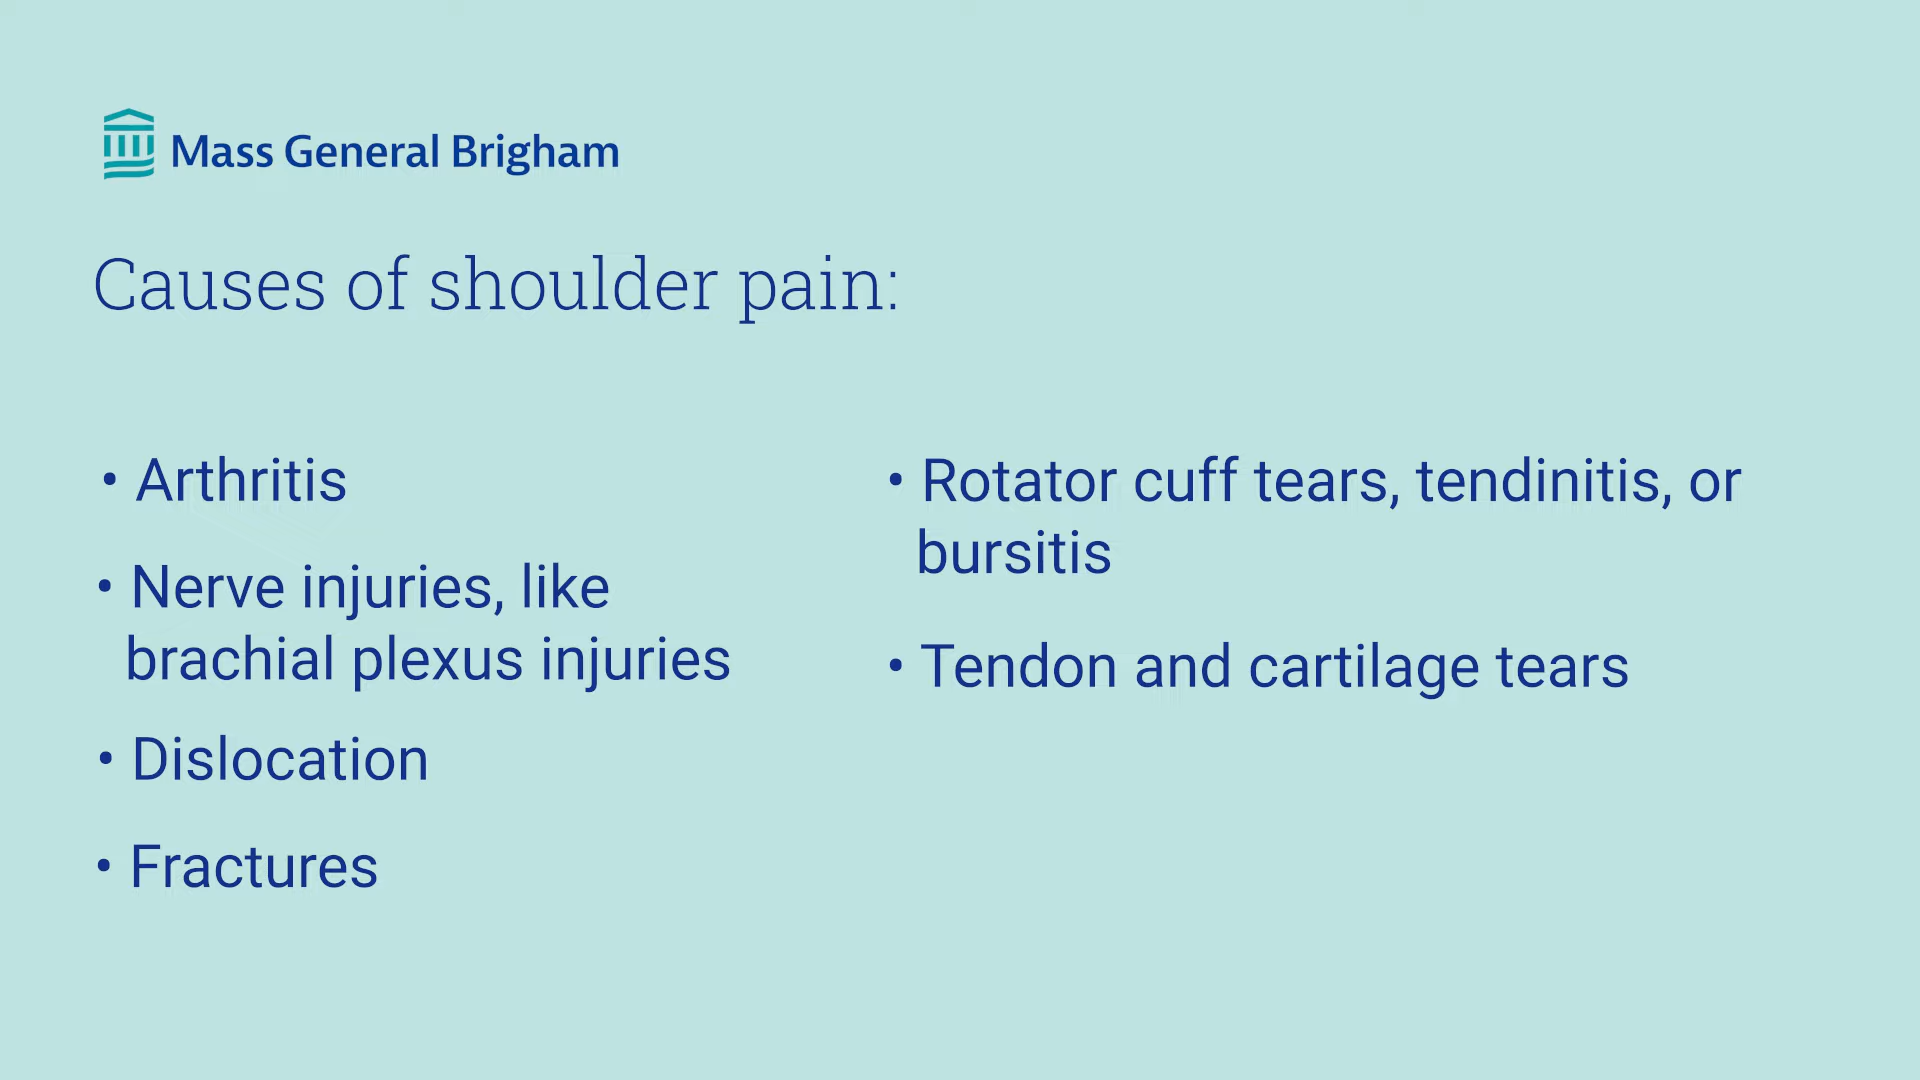 Mass General Brigham
Causes of shoulder pain:
• Arthritis
• Nerve injuries, like
brachial plexus injuries
• Dislocation
• Fractures
• Rotator cuff tears, tendinitis, or
bursitis
• Tendon and cartilage tears